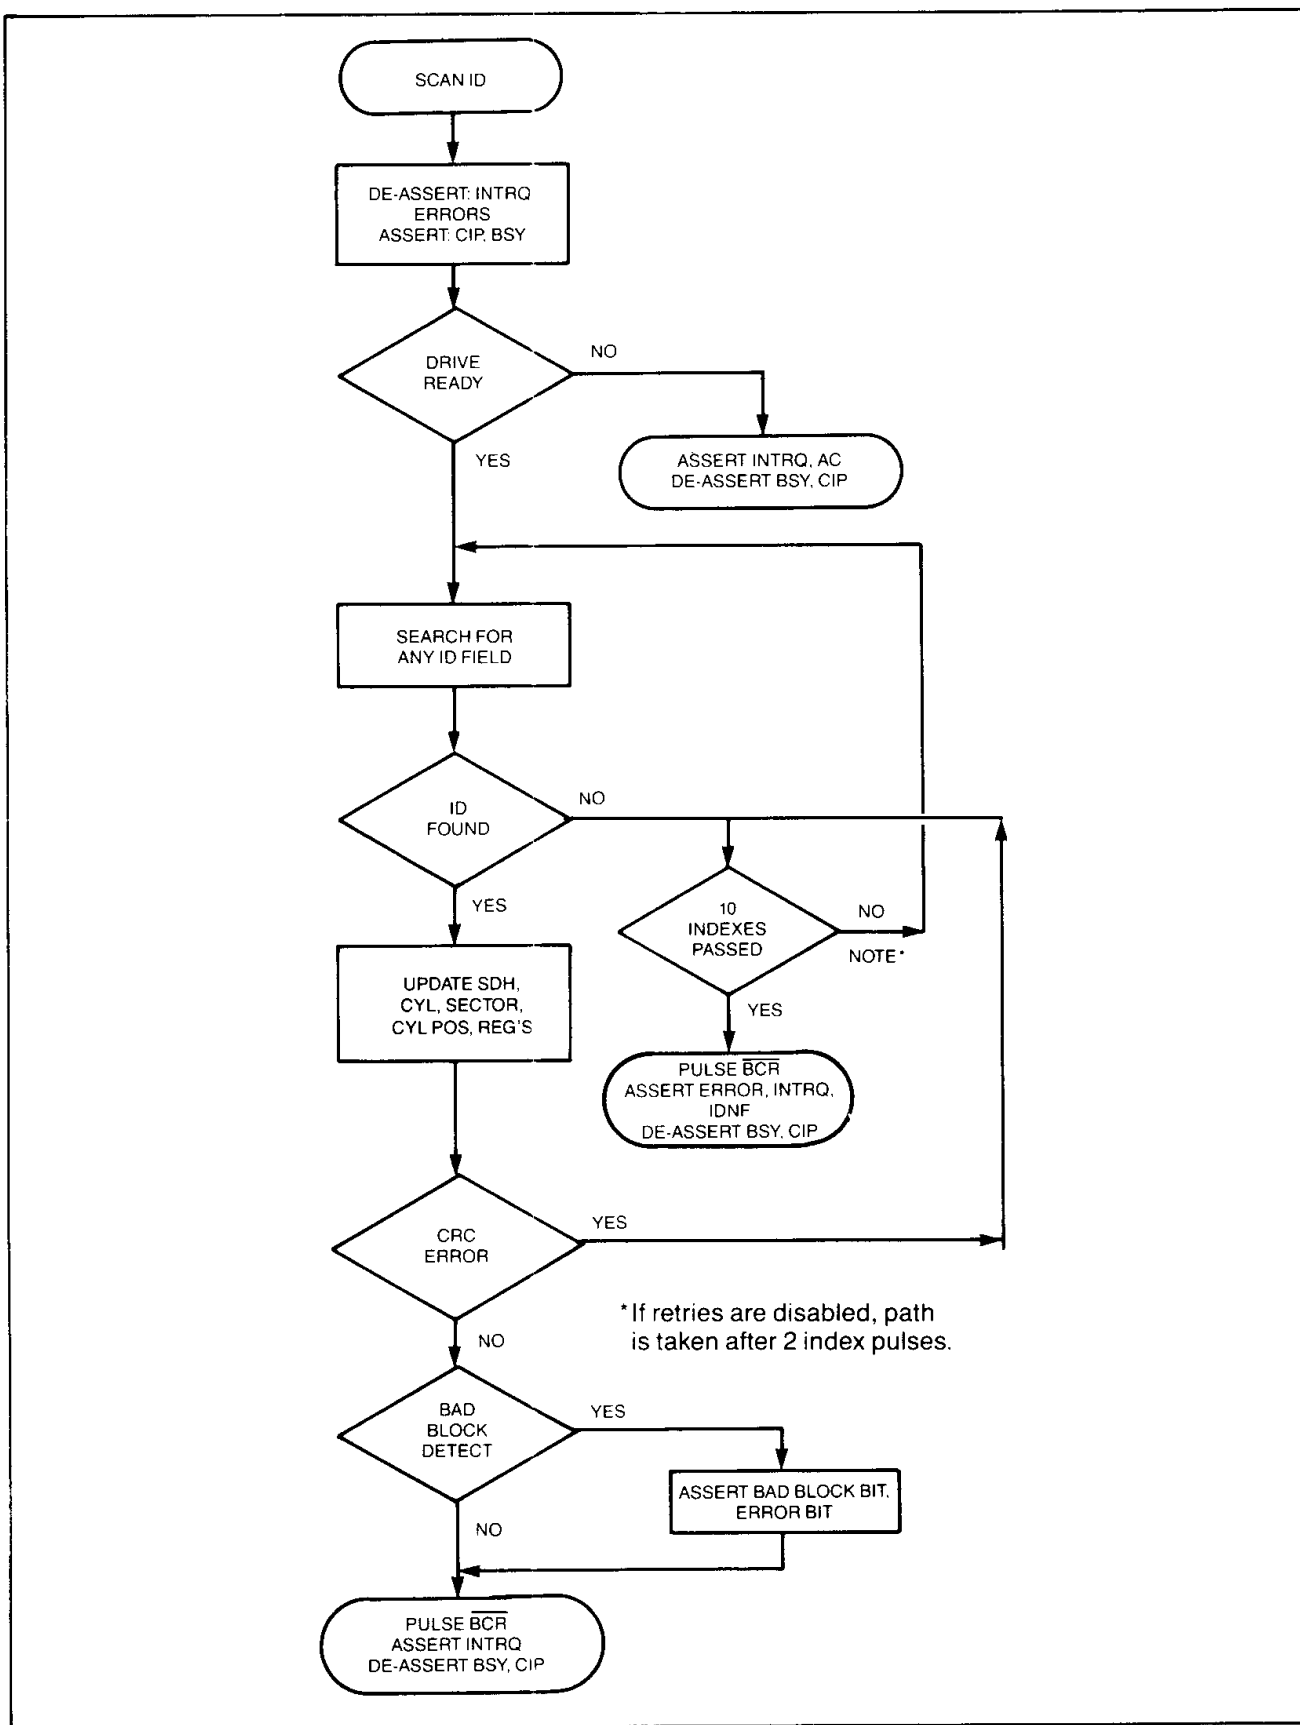 SCAN ID
DE-ASSERT: INTRQ
ERRORS
ASSERT: CIP, BSY
DRIVE
READY
NO
YES
ASSERT INTRQ, AC
DE-ASSERT BSY, CIP
SEARCH FOR
ANY ID FIELD
ID
FOUND
NO
YES
10
INDEXES
PASSED
NO
NOTE*
YES
UPDATE SDH,
CYL, SECTOR,
CYL POS, REG'S
PULSE BCR
ASSERT ERROR, INTRQ,
IDNF
DE-ASSERT BSY, CIP
CRC
ERROR
YES
NO
*If retries are disabled, path
is taken after 2 index pulses.
BAD
BLOCK
DETECT
YES
NO
ASSERT BAD BLOCK BIT,
ERROR BIT
PULSE BCR
ASSERT INTRQ
DE-ASSERT BSY, CIP